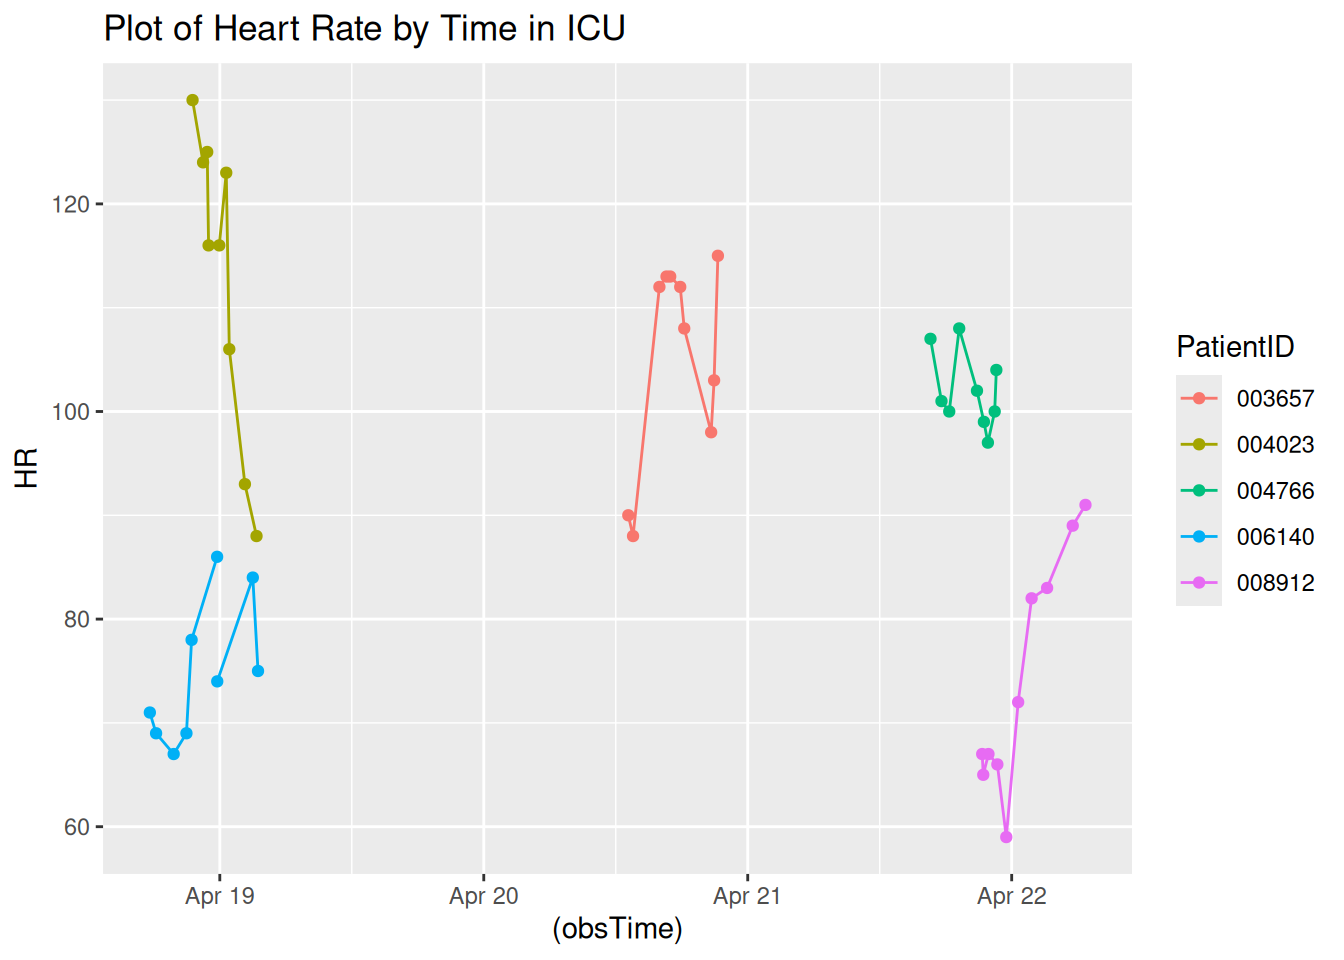 Plot of Heart Rate by Time in ICU
HR
120
100
80
60
Apr 19
Apr 20
Apr 21
Apr 22
(obsTime)
PatientID
003657
004023
004766
006140
008912